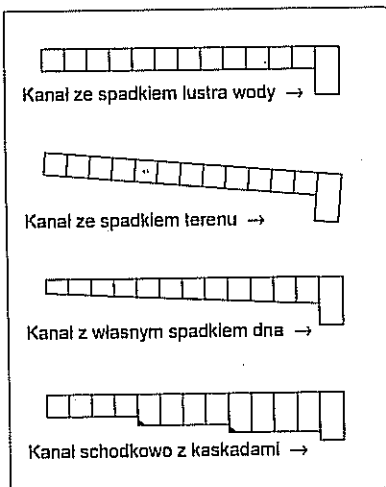 Kanał ze spadkiem lustra wody →
Kanał ze spadkiem terenu →
Kanał z własnym spadkiem dna →
Kanał schodkowo z kaskadami →